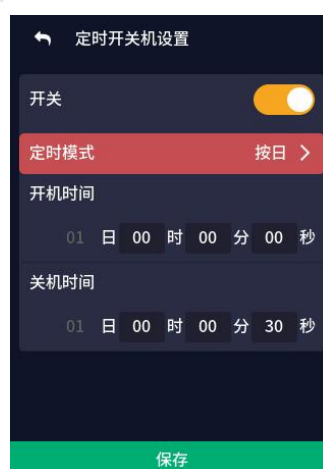 定时开关机设置
开关
定时模式 按日
开机时间
01 日 00 时 00 分 00 秒
关机时间
01 日 00 时 00 分 30 秒
保存